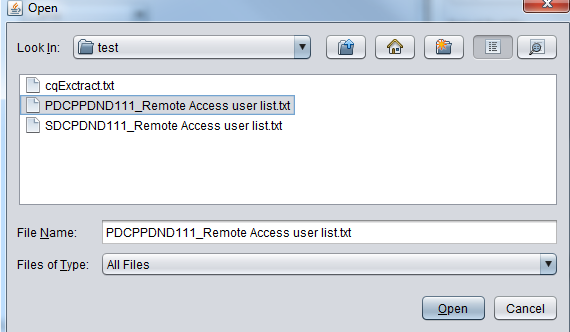 Open
Look In: test
cqExctract.txt
PDCPPDND111_Remote Access user list.txt
SDCPDND111_Remote Access user list.txt
File Name: PDCPPDND111_Remote Access user list.txt
Files of Type: All Files
Open Cancel